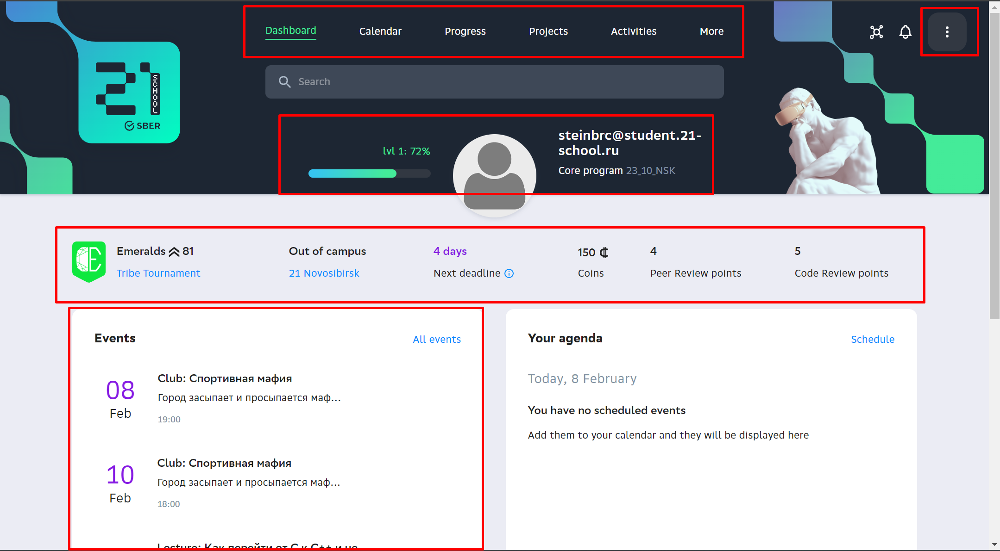 Dashboard Calendar Progress Projects Activities More
Search
21
SCHOOL
SBER
lvl 1: 72%
steinbrc@student.21-
school.ru
Core program 23_10_NSK
Emeralds 81
Tribe Tournament
Out of campus
21 Novosibirsk
4 days
Next deadline
150
Coins
4
Peer Review points
5
Code Review points
Events
All events
08
Feb
Club: Спортивная мафия
Город засыпает и просыпается маф...
19:00
10
Feb
Club: Спортивная мафия
Город засыпает и просыпается маф...
18:00
Lecture: Как перейти от C к C++ и не
Your agenda
Schedule
Today, 8 February
You have no scheduled events
Add them to your calendar and they will be displayed here